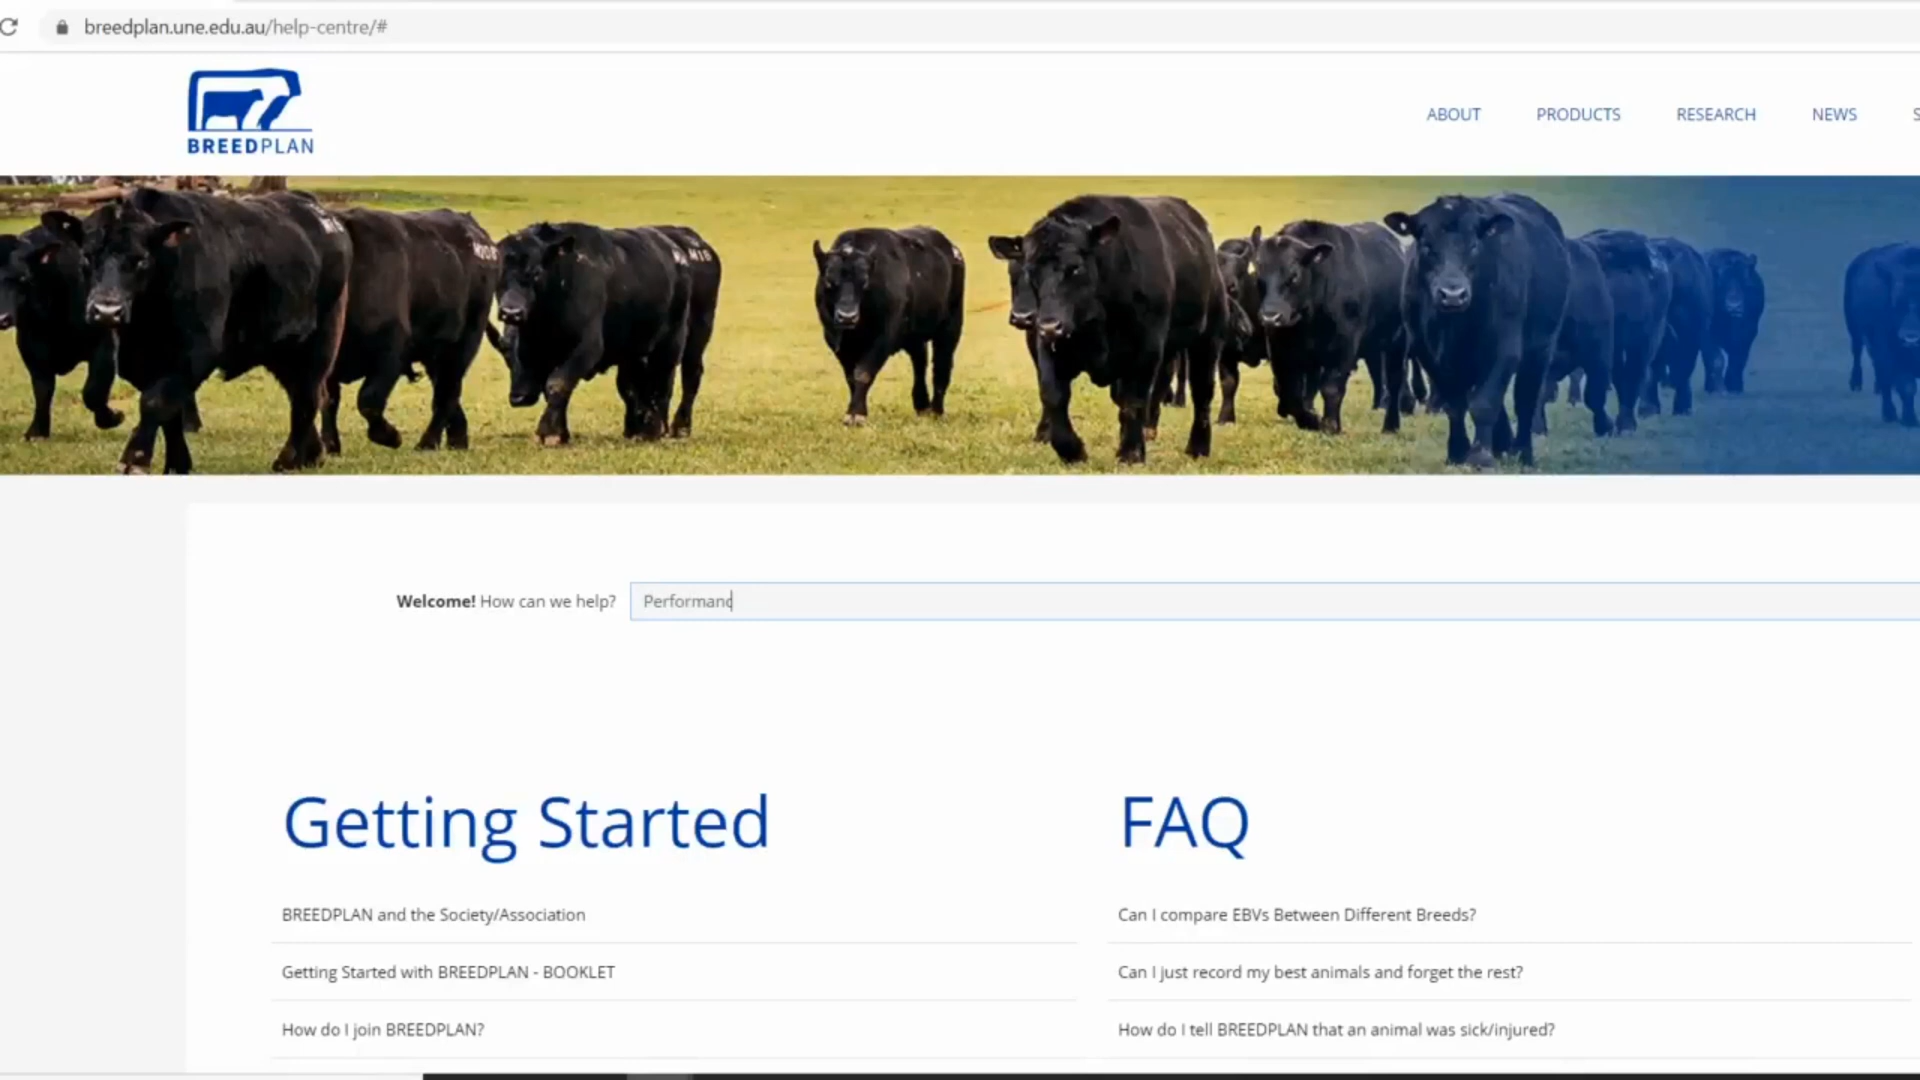 breedplan.une.edu.au/help-centre/#
BREEDPLAN
ABOUT PRODUCTS RESEARCH NEWS S
Welcome! How can we help? Performanc
Getting Started
BREEDPLAN and the Society/Association
Getting Started with BREEDPLAN - BOOKLET
How do I join BREEDPLAN?
FAQ
Can I compare EBVs Between Different Breeds?
Can I just record my best animals and forget the rest?
How do I tell BREEDPLAN that an animal was sick/injured?